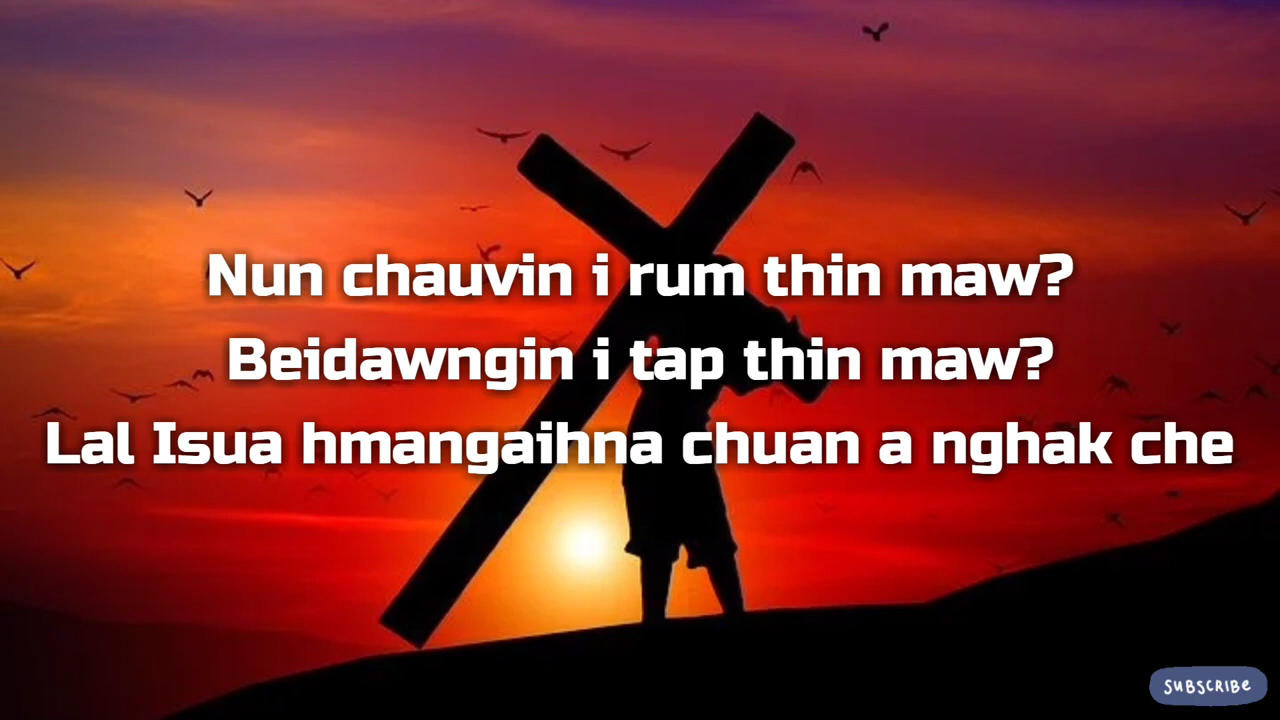 Nun chauvin i rum thin maw?
Beidawngin i tap thin maw?
Lal Isua hmangaihna chuan a nghak che
SUBSCRIBE